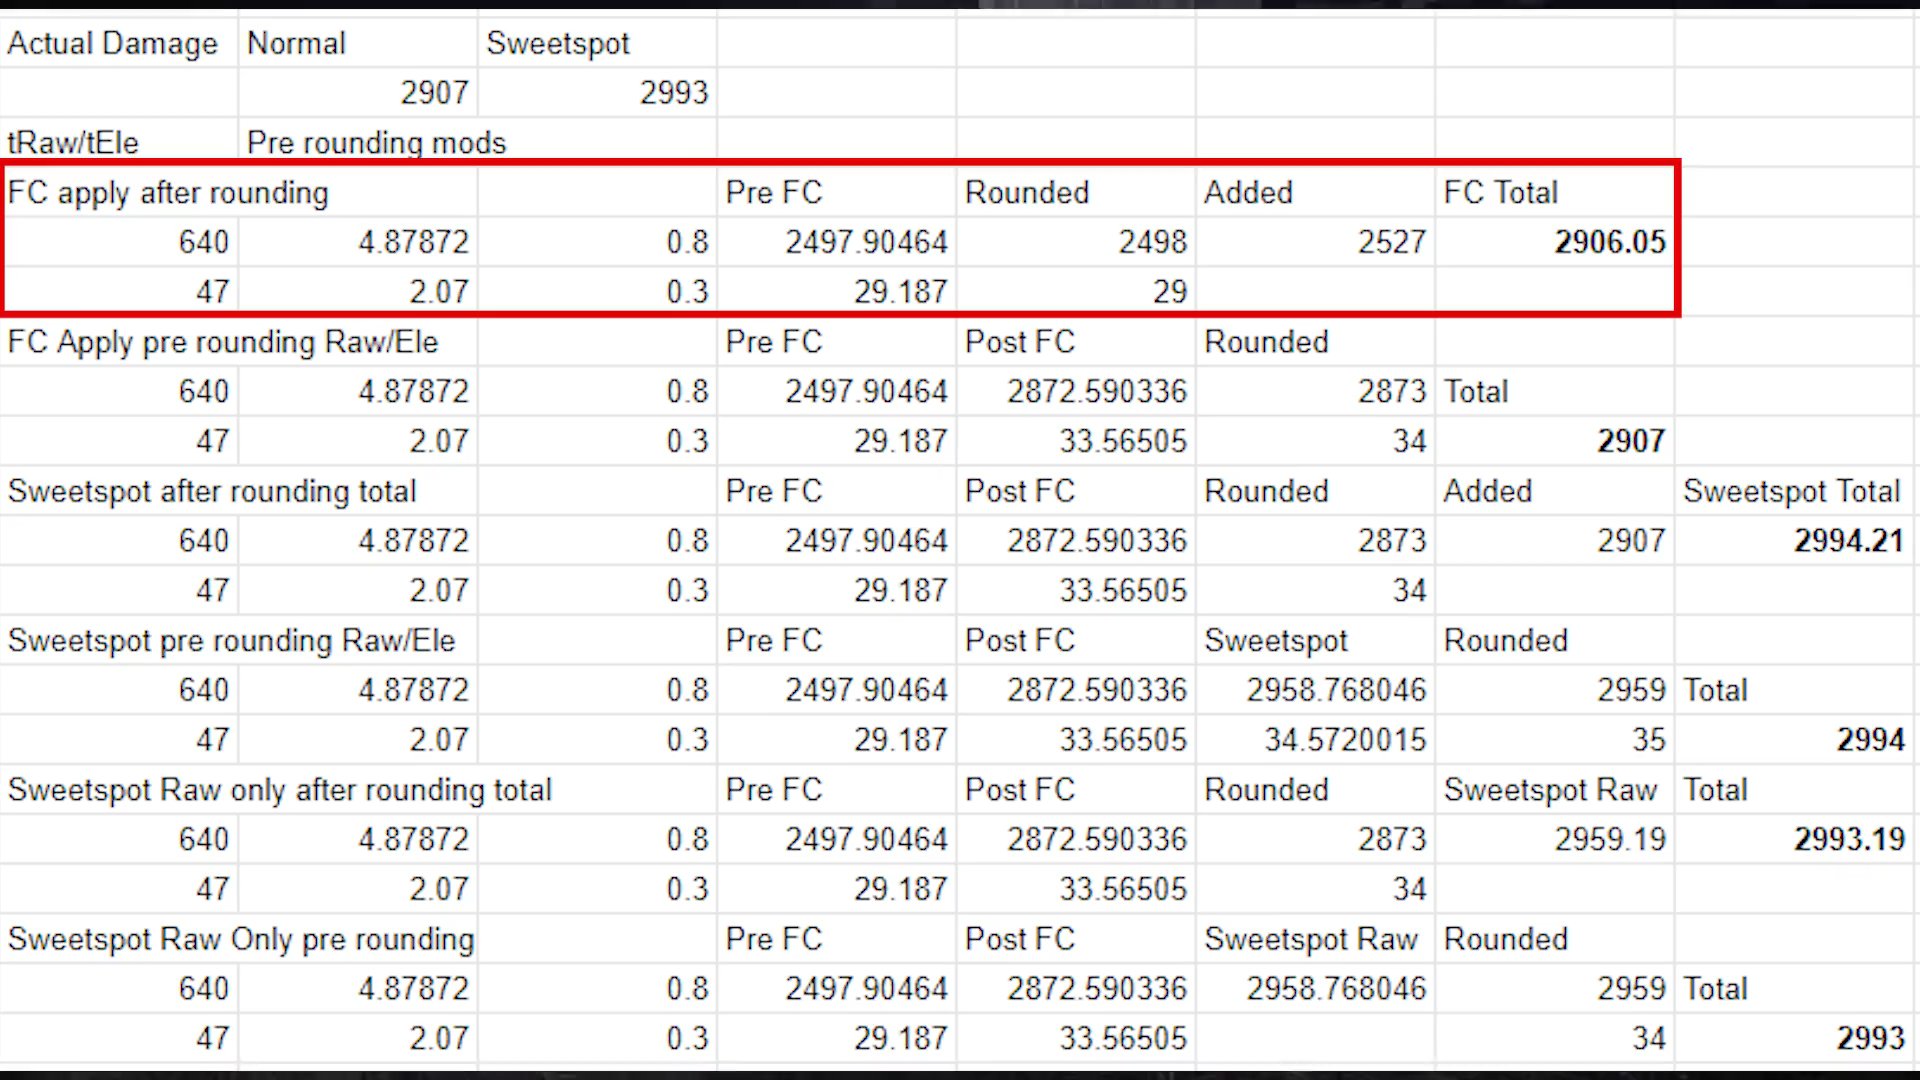 Actual Damage Normal Sweetspot
2907 2993
tRaw/tEle Pre rounding mods
FC apply after rounding Pre FC Rounded Added FC Total
640 4.87872 0.8 2497.90464 2498 2527 2906.05
47 2.07 0.3 29.187 29
FC Apply pre rounding Raw/Ele Pre FC Post FC Rounded
640 4.87872 0.8 2497.90464 2872.590336 2873 Total
47 2.07 0.3 29.187 33.56505 34 2907
Sweetspot after rounding total Pre FC Post FC Rounded Added Sweetspot Total
640 4.87872 0.8 2497.90464 2872.590336 2873 2907 2994.21
47 2.07 0.3 29.187 33.56505 34
Sweetspot pre rounding Raw/Ele Pre FC Post FC Sweetspot Rounded
640 4.87872 0.8 2497.90464 2872.590336 2958.768046 2959 Total
47 2.07 0.3 29.187 33.56505 34.5720015 35 2994
Sweetspot Raw only after rounding total Pre FC Post FC Rounded Sweetspot Raw Total
640 4.87872 0.8 2497.90464 2872.590336 2873 2959.19 2993.19
47 2.07 0.3 29.187 33.56505 34
Sweetspot Raw Only pre rounding Pre FC Post FC Sweetspot Raw Rounded
640 4.87872 0.8 2497.90464 2872.590336 2958.768046 2959 Total
47 2.07 0.3 29.187 33.56505 34 2993